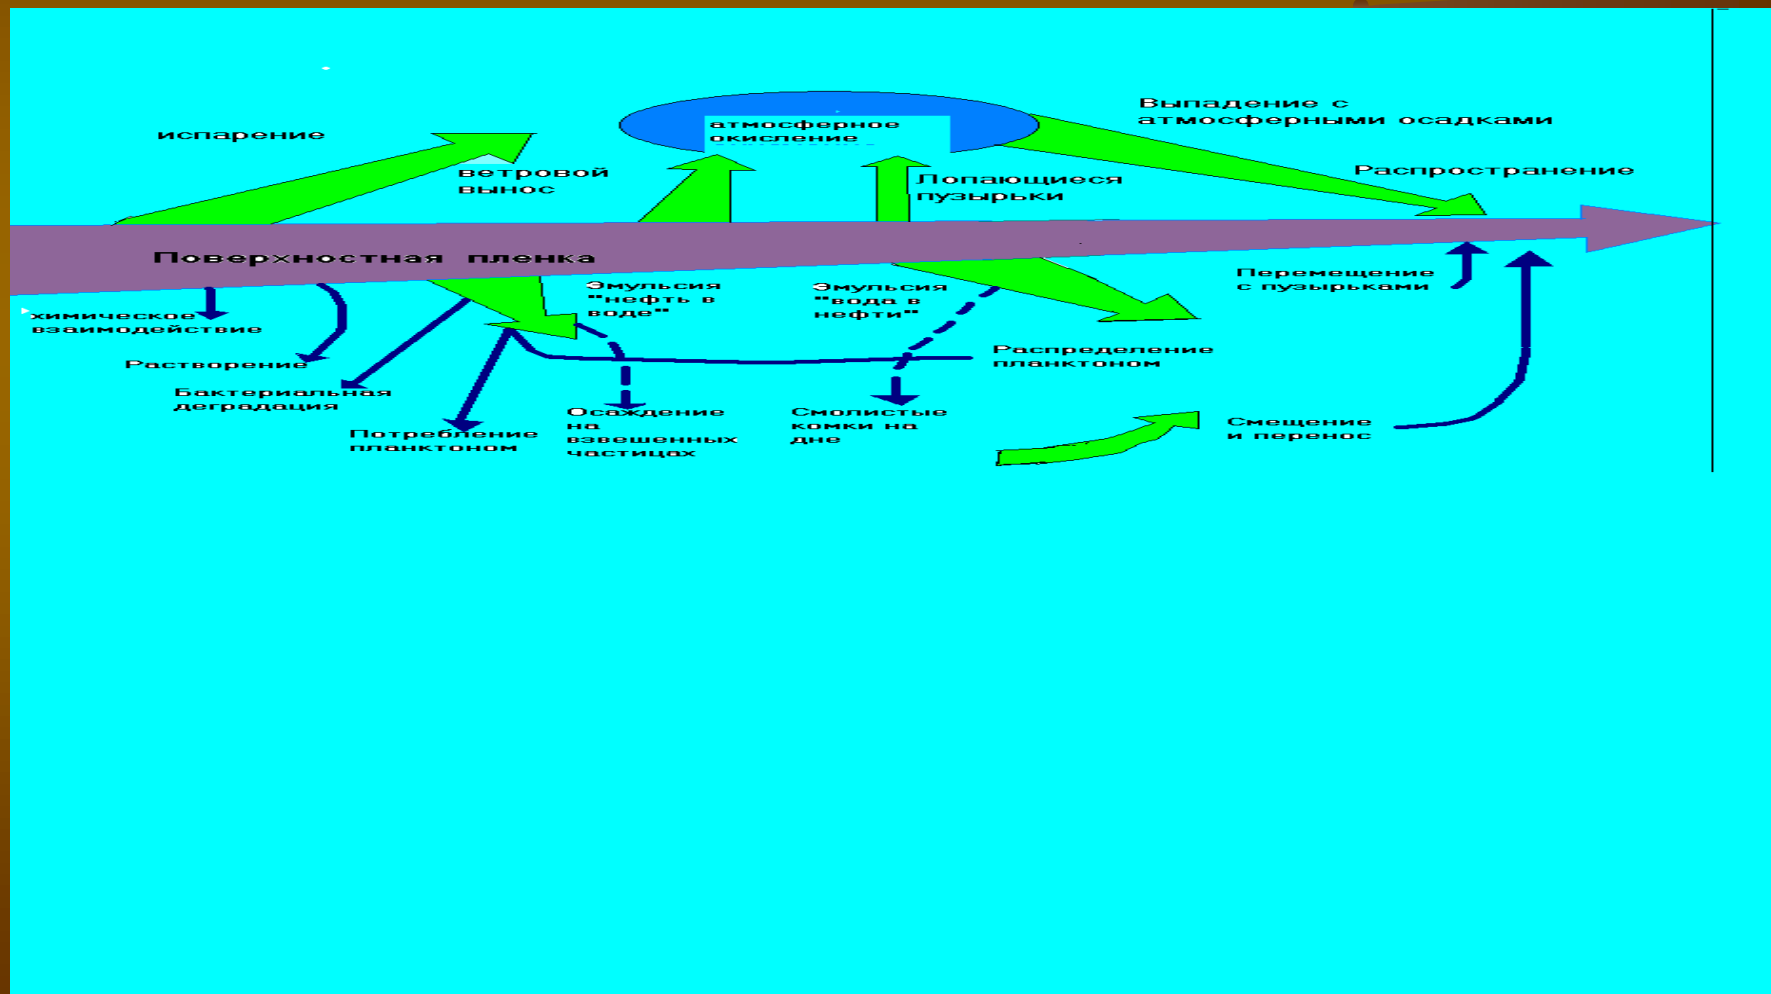 Выпадение с
атмосферными осадками
атмосферное
окисление
испарение
ветровой
вынос
Лопающиеся
пузырьки
Распространение
Поверхностная пленка
Эмульсия
"нефть в
воде"
Эмульсия
"вода в
нефти"
Перемещение
с пузырьками
химическое
взаимодействие
Растворение
Распределение
планктоном
Бактериальная
деградация
Потребление
планктоном
Осаждение
на
взвешенных
частицах
Смолистые
комки на
дне
Смещение
и перенос